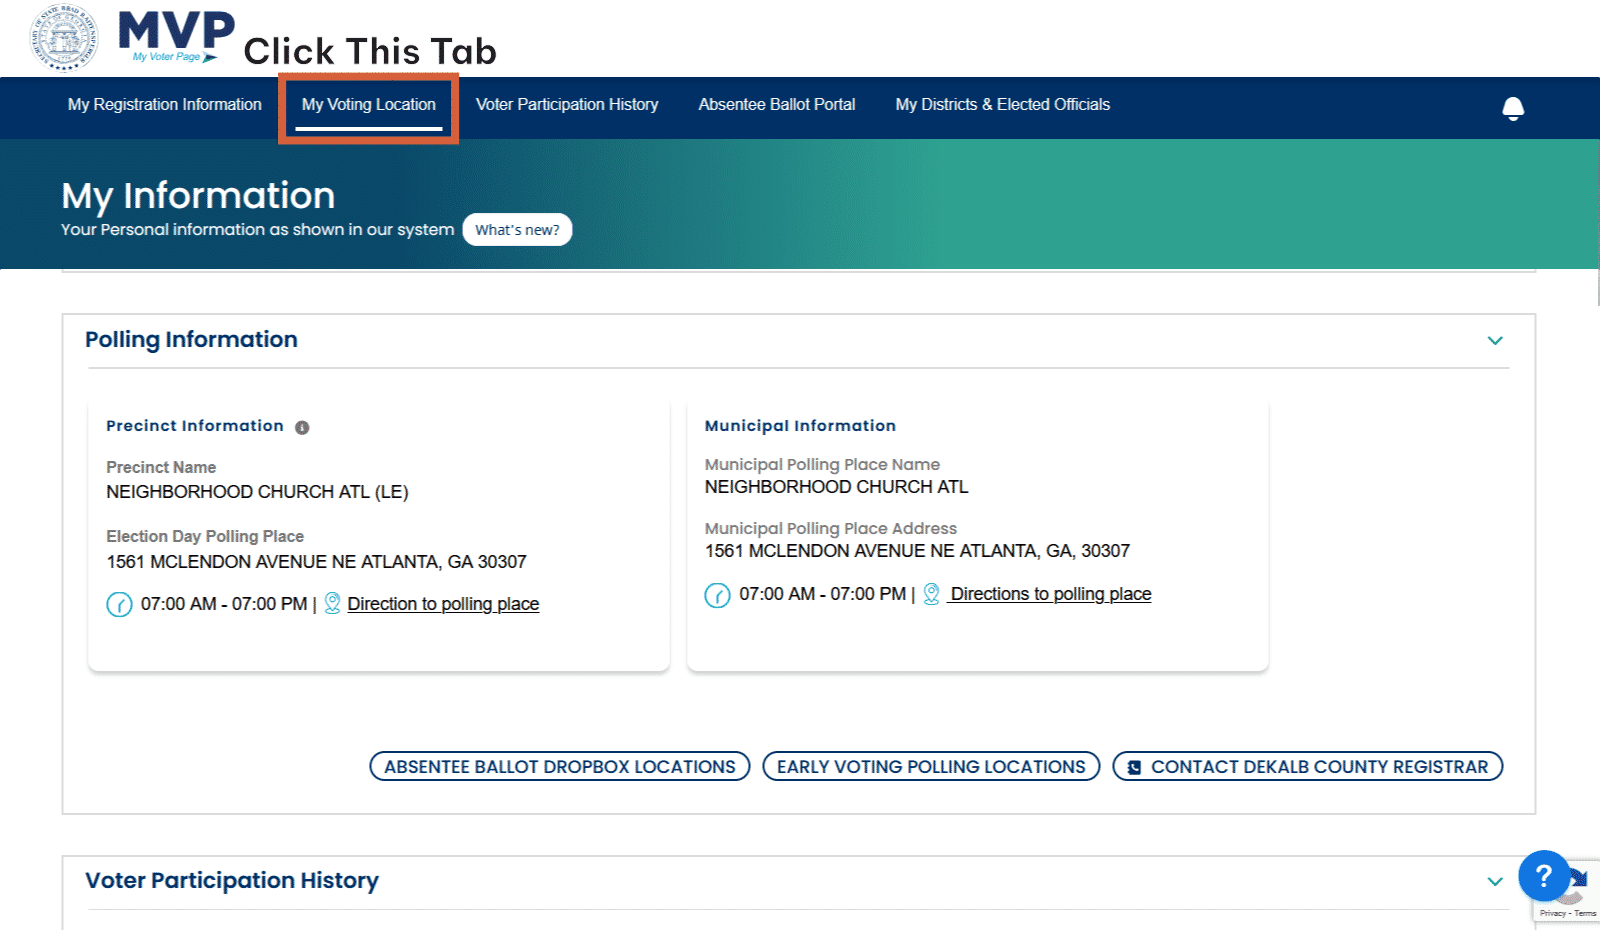 MVP
My Voter Page
Click This Tab
My Registration Information
My Voting Location
Voter Participation History
Absentee Ballot Portal
My Districts & Elected Officials
My Information
Your Personal information as shown in our system
What's new?
Polling Information
Precinct Information
Precinct Name
NEIGHBORHOOD CHURCH ATL (LE)
Election Day Polling Place
1561 MCLENDON AVENUE NE ATLANTA, GA 30307
07:00 AM - 07:00 PM | Direction to polling place
Municipal Information
Municipal Polling Place Name
NEIGHBORHOOD CHURCH ATL
Municipal Polling Place Address
1561 MCLENDON AVENUE NE ATLANTA, GA, 30307
07:00 AM - 07:00 PM | Directions to polling place
ABSENTEE BALLOT DROPBOX LOCATIONS
EARLY VOTING POLLING LOCATIONS
CONTACT DEKALB COUNTY REGISTRAR
Voter Participation History
?
Privacy - Terms